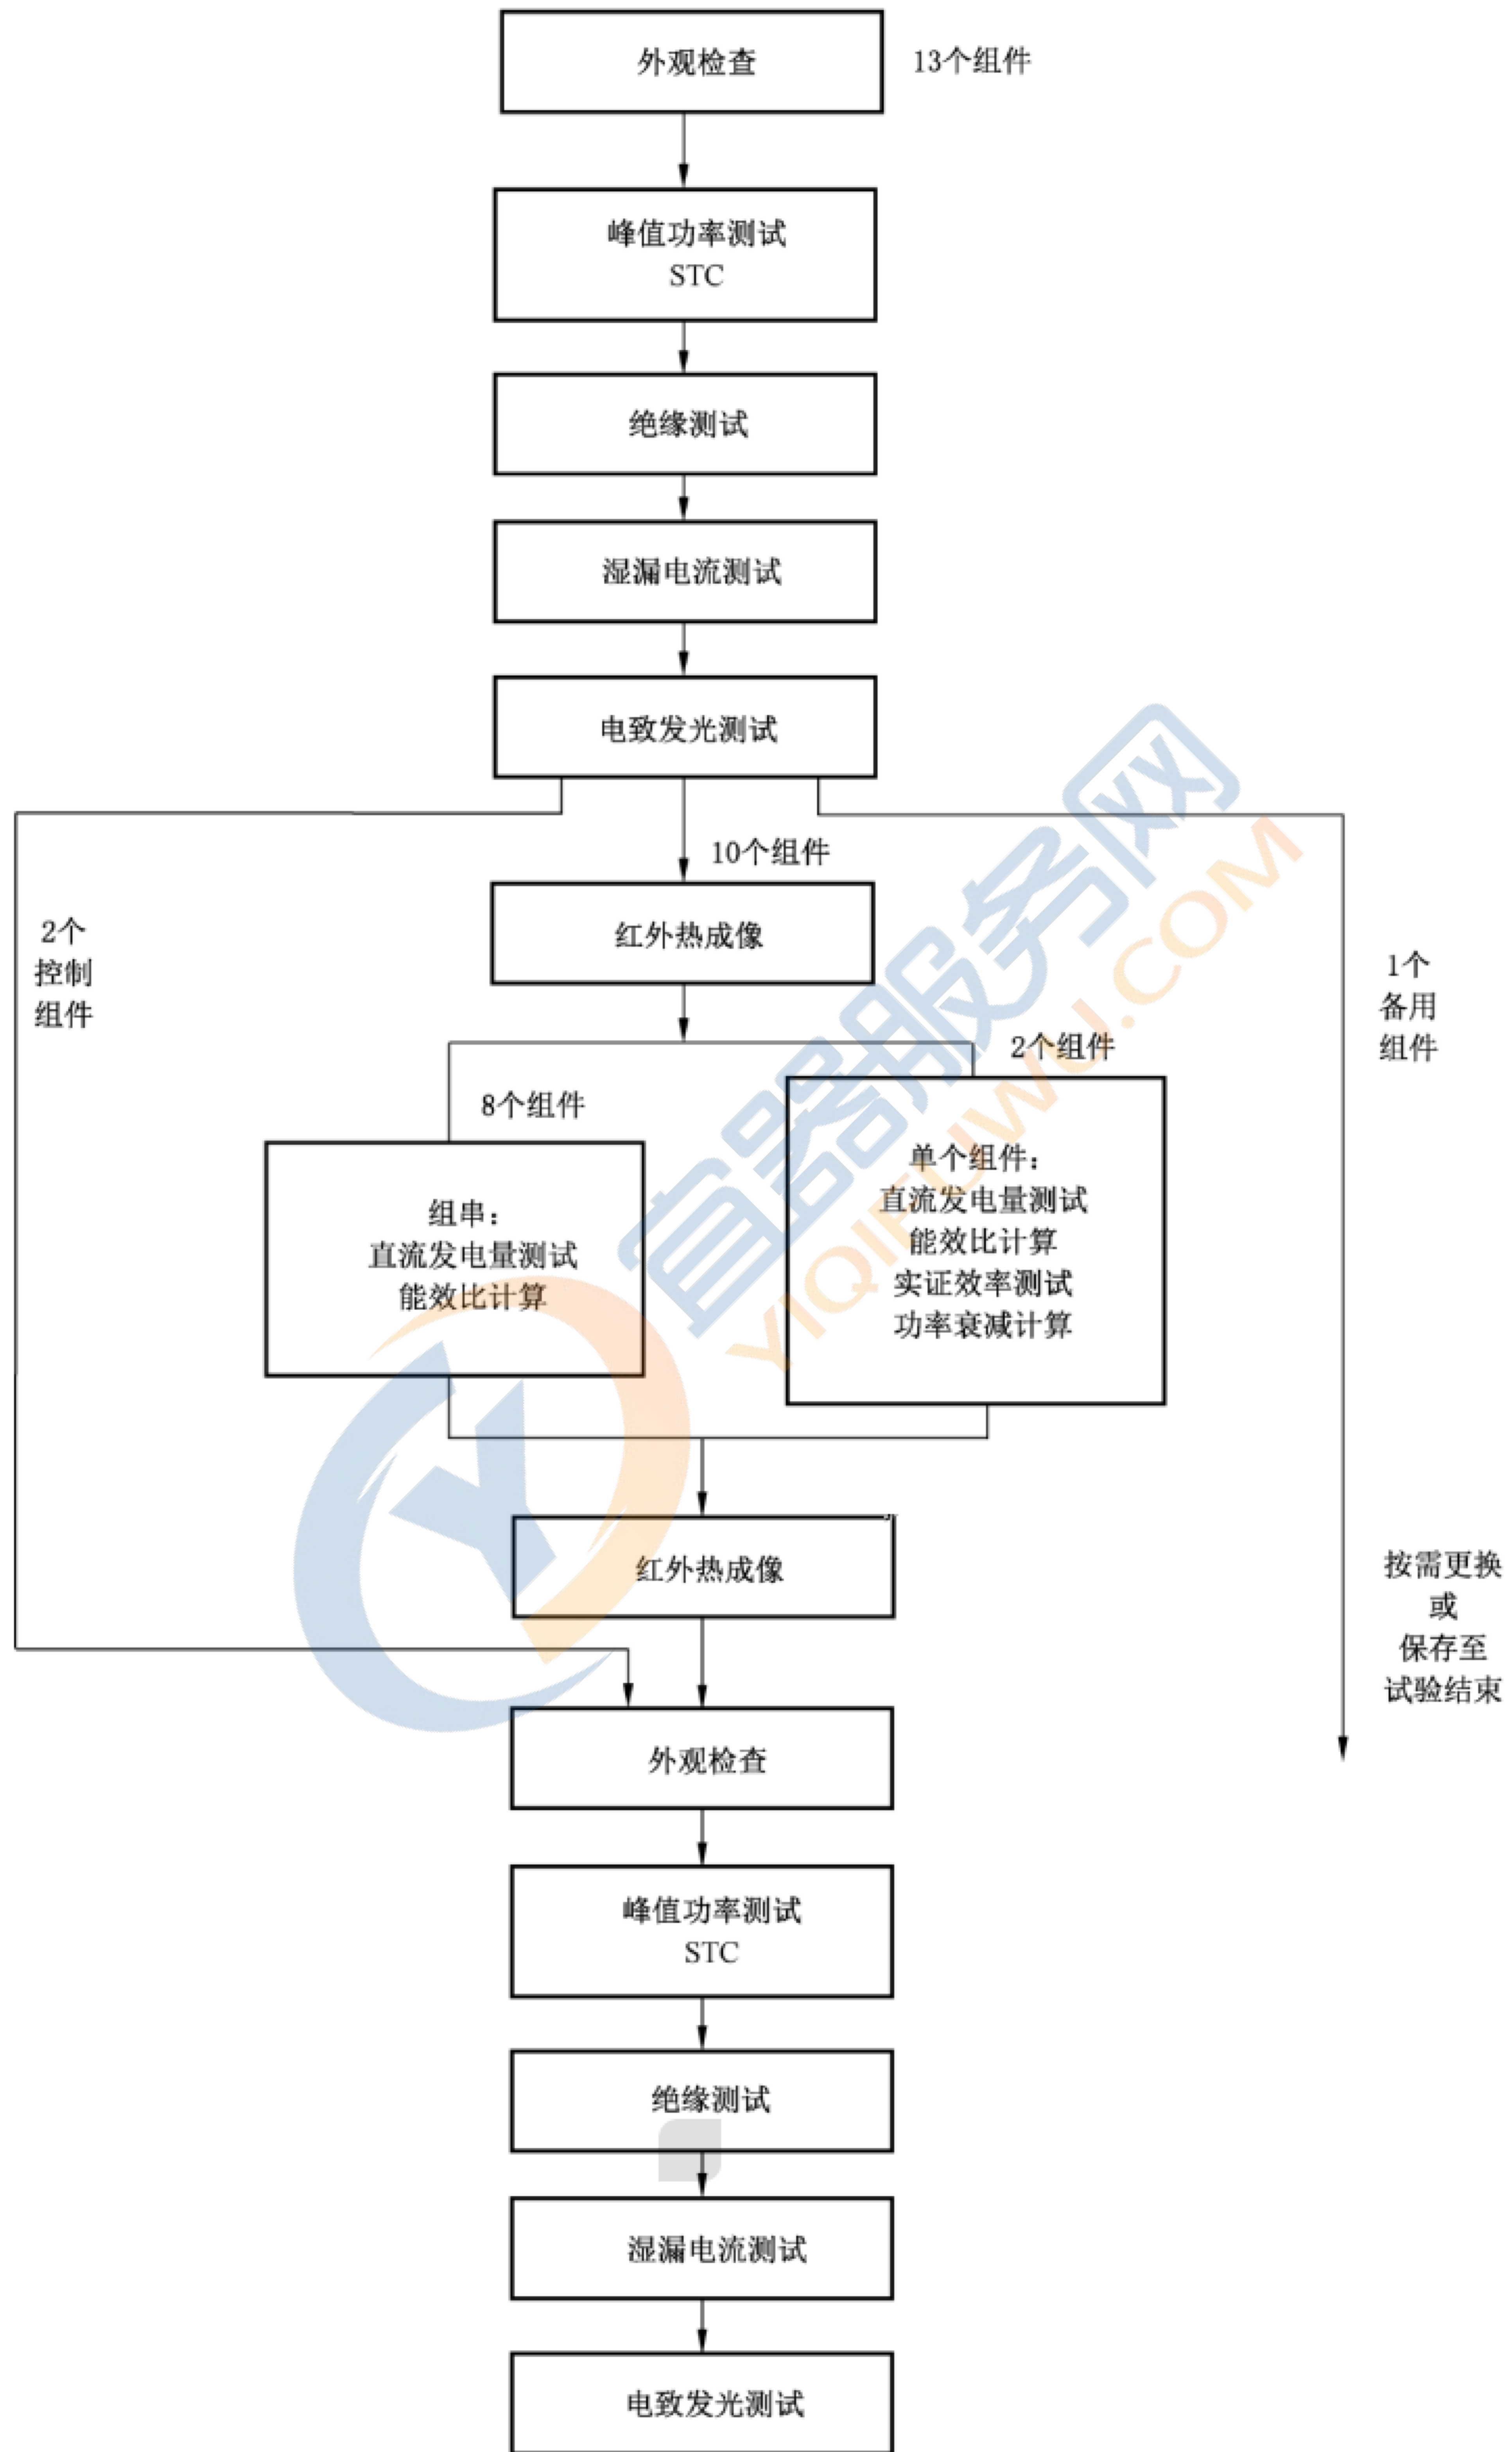 外观检查
13个组件
峰值功率测试
STC
绝缘测试
湿漏电流测试
电致发光测试
10个组件
2个
控制
组件
红外热成像
1个
备用
组件
2个组件
8个组件
组串：
直流发电量测试
能效比计算
单个组件：
直流发电量测试
能效比计算
实证效率测试
功率衰减计算
红外热成像
按需更换
或
保存至
试验结束
外观检查
峰值功率测试
STC
绝缘测试
湿漏电流测试
电致发光测试
仪器服务网
YIQIFUWU.COM